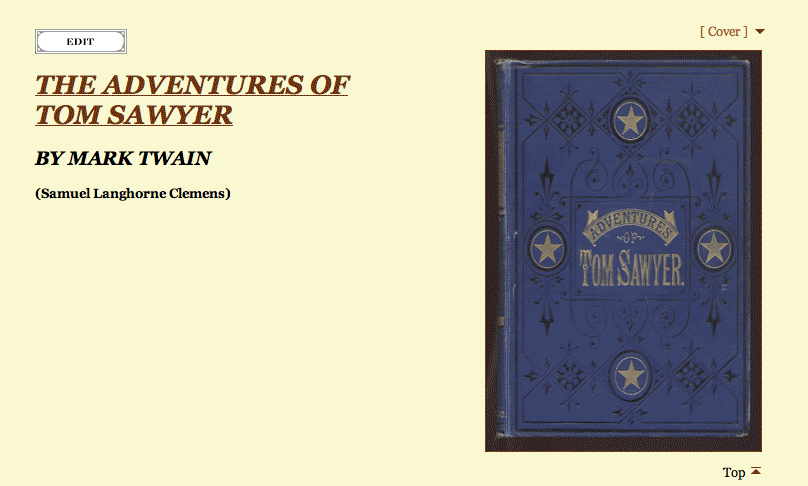 EDIT
[ Cover ]
THE ADVENTURES OF
TOM SAWYER
BY MARK TWAIN
(Samuel Langhorne Clemens)
ADVENTURES
OF
TOM SAWYER.
Top